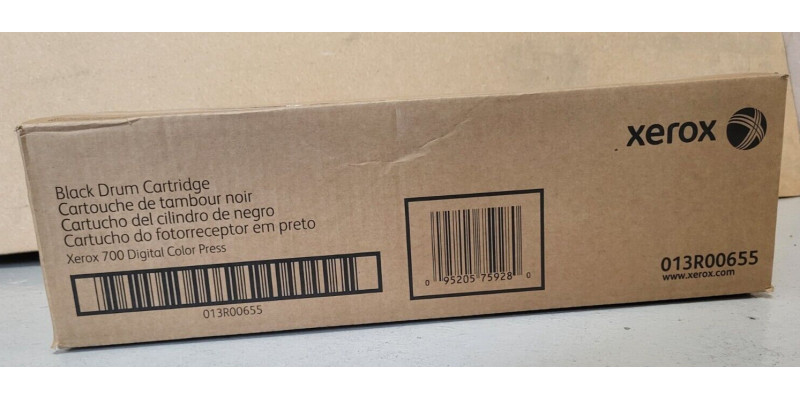 xerox
Black Drum Cartridge
Cartouche de tambour noir
Cartucho del cilindro de negro
Cartucho do fotorreceptor em preto
Xerox 700 Digital Color Press
013R00655
0 95205 75928 0
013R00655
www.xerox.com